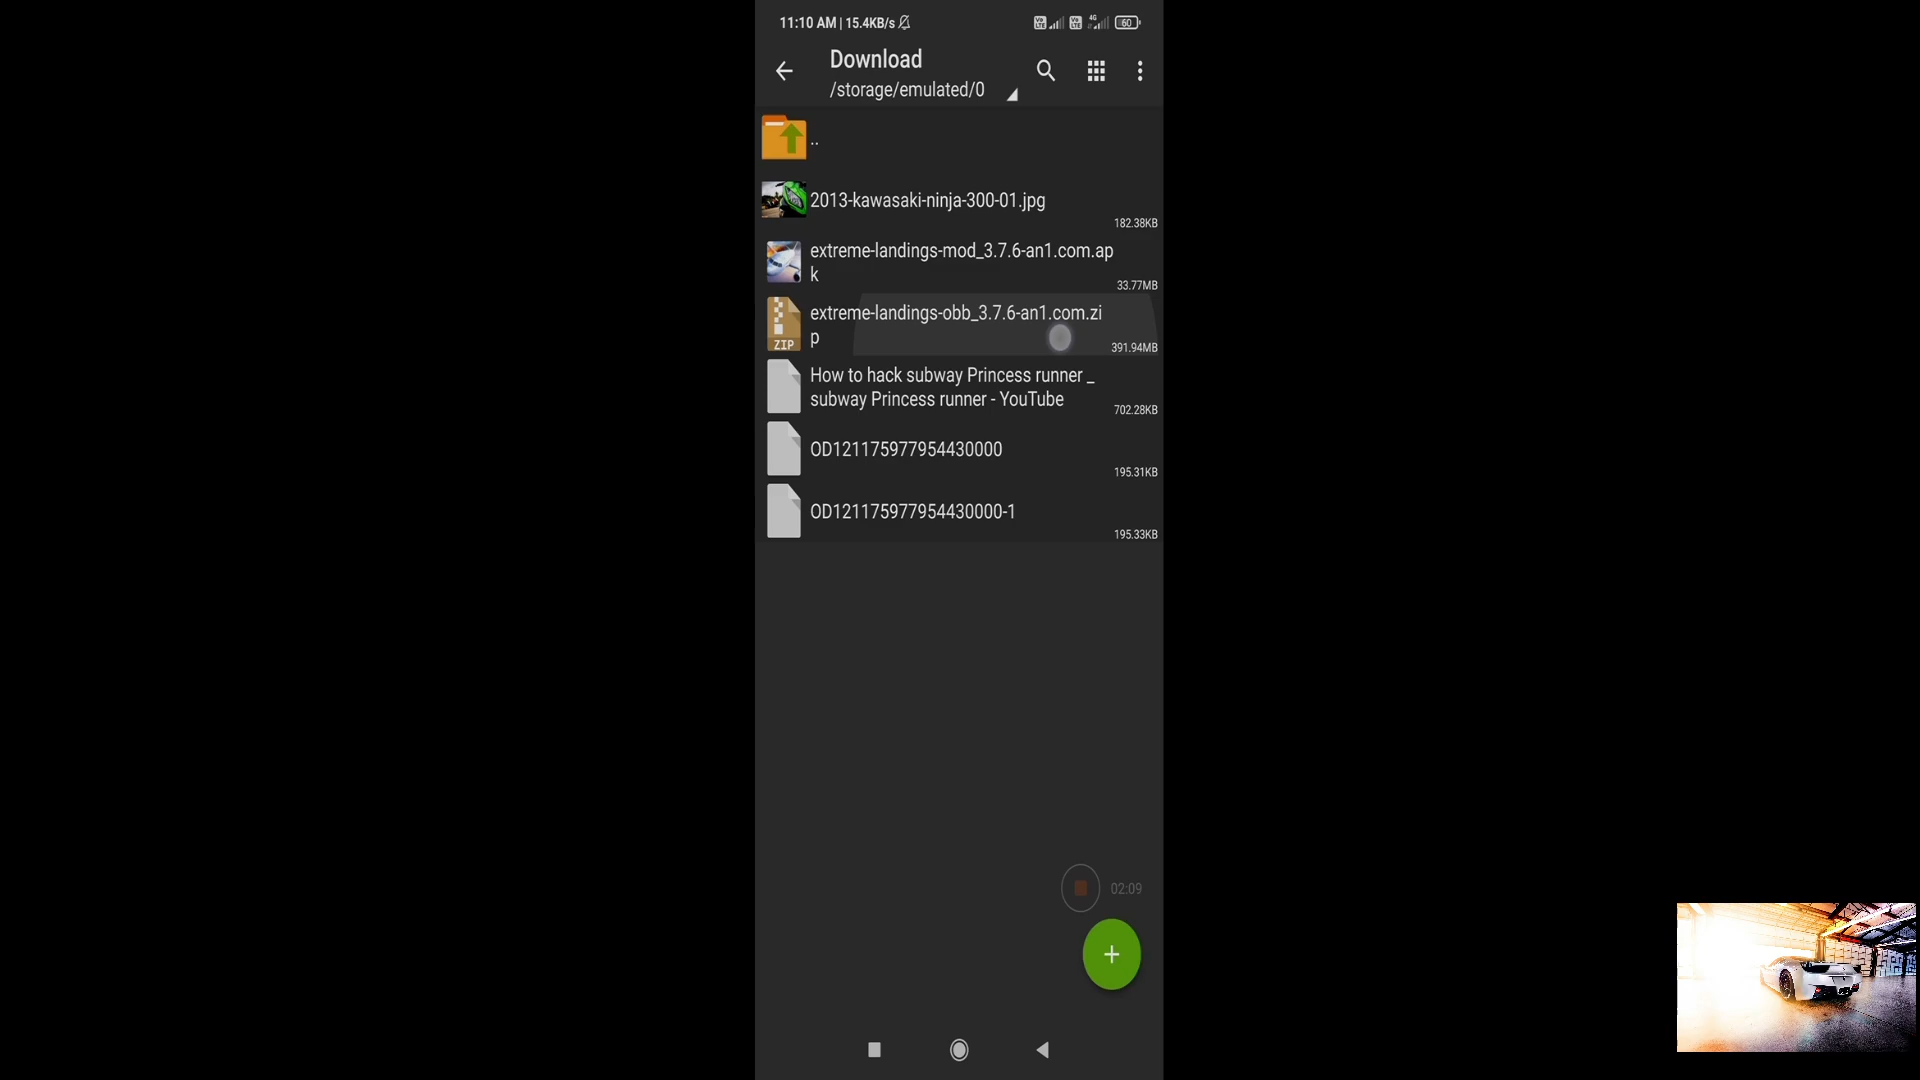 11:10 AM | 15.4KB/s
4G
60
Download
/storage/emulated/0
..
2013-kawasaki-ninja-300-01.jpg
182.38KB
extreme-landings-mod_3.7.6-an1.com.ap
k
33.77MB
extreme-landings-obb_3.7.6-an1.com.zi
p
ZIP
391.94MB
How to hack subway Princess runner _
subway Princess runner - YouTube
702.28KB
OD121175977954430000
195.31KB
OD121175977954430000-1
195.33KB
02:09